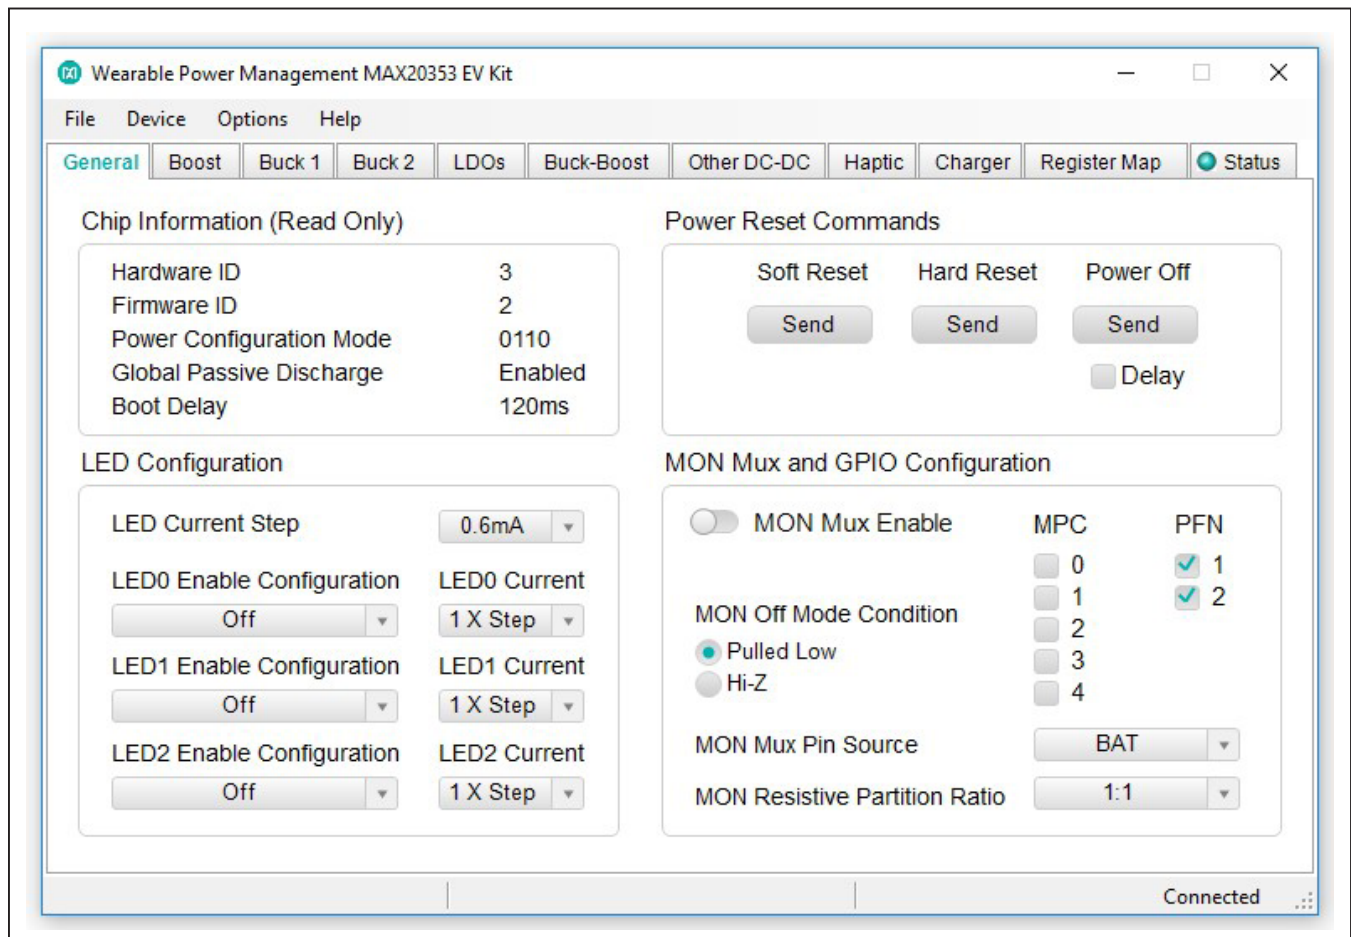 Wearable Power Management MAX20353 EV Kit
File Device Options Help
General Boost Buck 1 Buck 2 LDOs Buck-Boost Other DC-DC Haptic Charger Register Map Status
Chip Information (Read Only)
Hardware ID 3
Firmware ID 2
Power Configuration Mode 0110
Global Passive Discharge Enabled
Boot Delay 120ms
Power Reset Commands
Soft Reset Hard Reset Power Off
Send Send Send
Delay
LED Configuration
LED Current Step 0.6mA
LED0 Enable Configuration LED0 Current
Off 1 X Step
LED1 Enable Configuration LED1 Current
Off 1 X Step
LED2 Enable Configuration LED2 Current
Off 1 X Step
MON Mux and GPIO Configuration
MON Mux Enable MPC PFN
0 1
1 2
MON Off Mode Condition 2
Pulled Low 3
Hi-Z 4
MON Mux Pin Source BAT
MON Resistive Partition Ratio 1:1
Connected